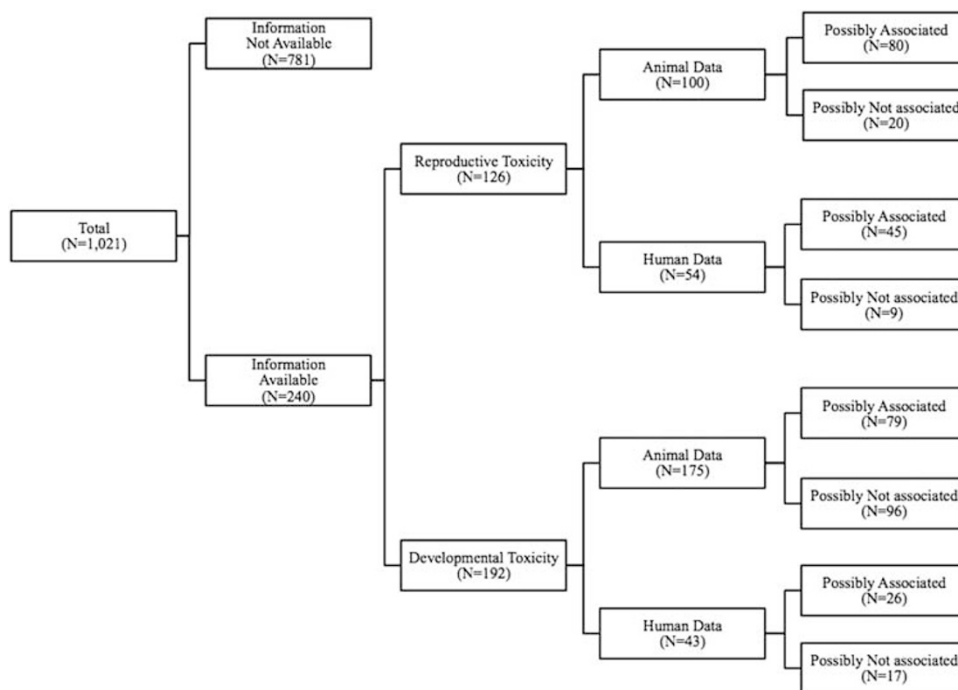 Total
(N=1,021)
Information
Not Available
(N=781)
Information
Available
(N=240)
Reproductive Toxicity
(N=126)
Developmental Toxicity
(N=192)
Animal Data
(N=100)
Human Data
(N=54)
Animal Data
(N=175)
Human Data
(N=43)
Possibly Associated
(N=80)
Possibly Not associated
(N=20)
Possibly Associated
(N=45)
Possibly Not associated
(N=9)
Possibly Associated
(N=79)
Possibly Not associated
(N=96)
Possibly Associated
(N=26)
Possibly Not associated
(N=17)